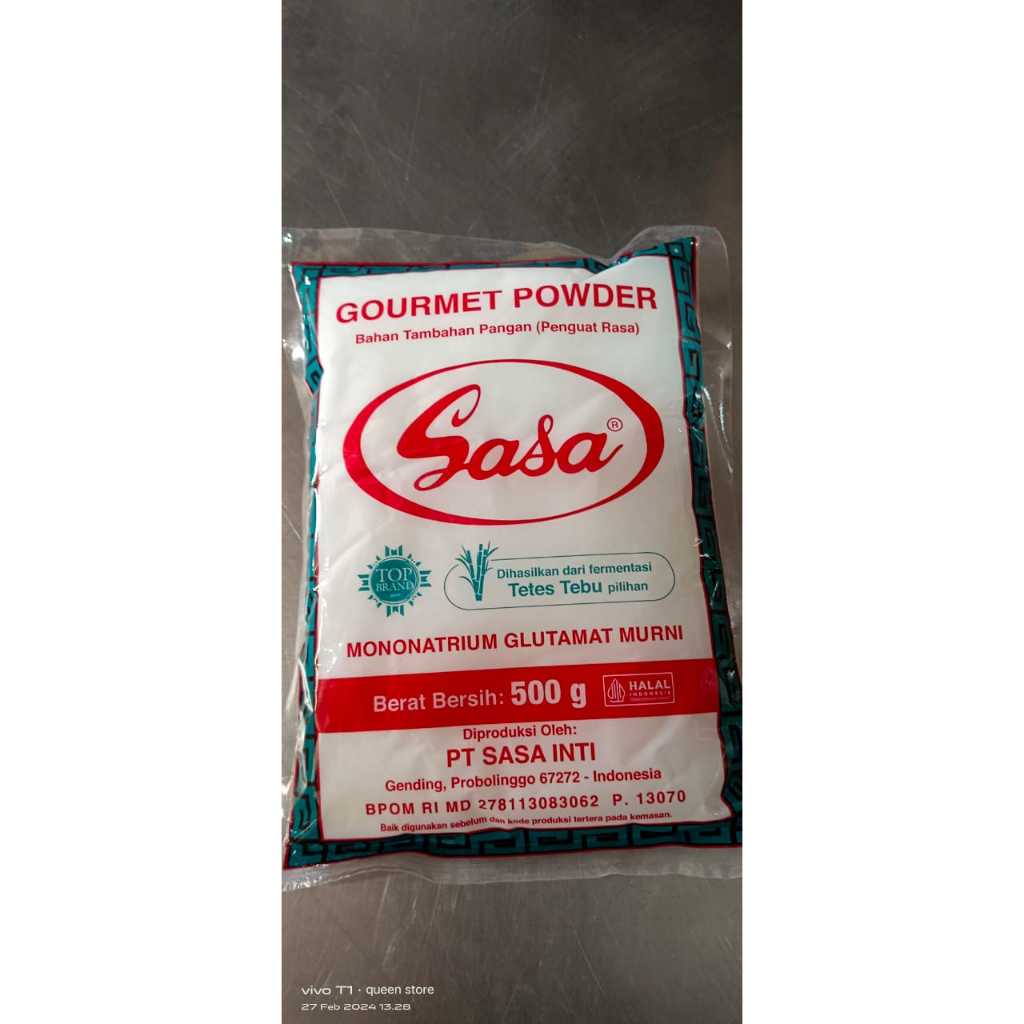 GOURMET POWDER
Bahan Tambahan Pangan (Penguat Rasa)
Sasa®
TOP
BRAND
Dihasilkan dari fermentasi
Tetes Tebu pilihan
MONONATRIUM GLUTAMAT MURNI
Berat Bersih: 500 g
HALAL
INDONESIA
Diproduksi Oleh:
PT SASA INTI
Gending, Probolinggo 67272 - Indonesia
BPOM RI MD 278113083062 P. 13070
Baik digunakan sebelum dan kode produksi tertera pada kemasan.
vivo T1 · queen store
27 Feb 2024 13.28